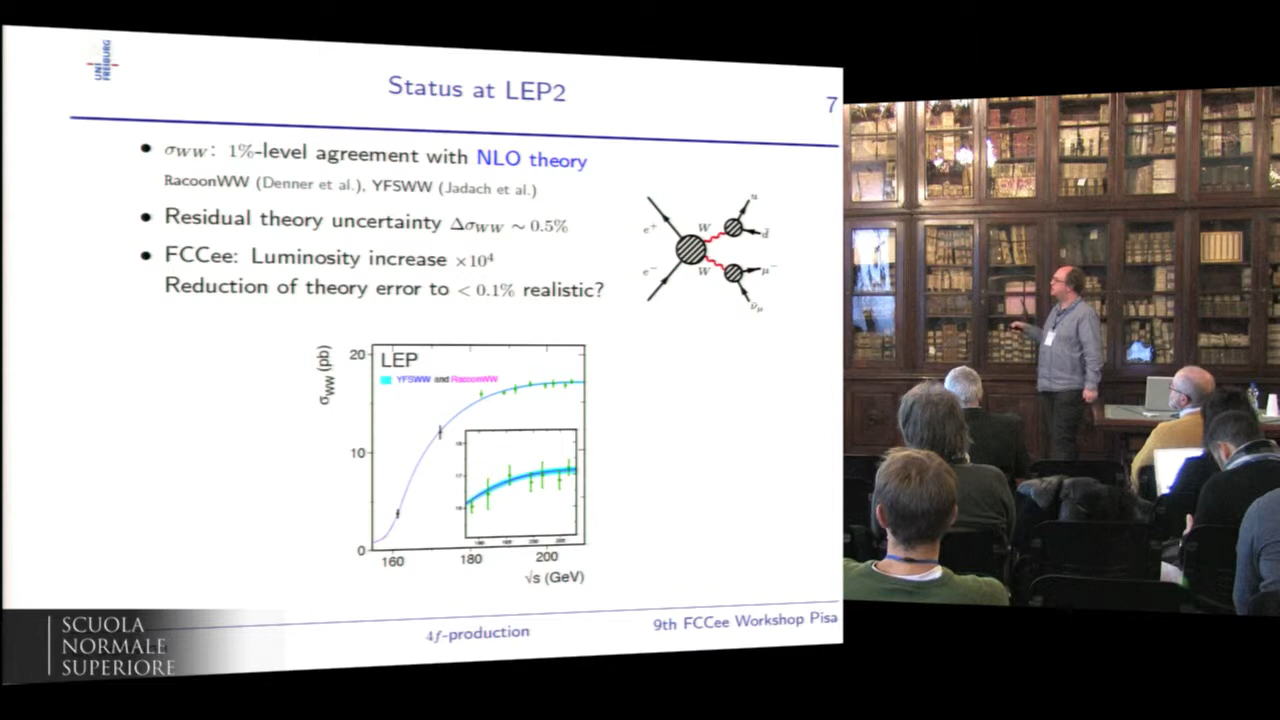 UNI
FREIBURG
Status at LEP2
7
• σWW: 1%-level agreement with NLO theory
RacoonWW (Denner et al.), YFSWW (Jadach et al.)
• Residual theory uncertainty ΔσWW ~ 0.5%
• FCCee: Luminosity increase ×10⁴
Reduction of theory error to < 0.1% realistic?
e⁺
e⁻
W
W
u
d̄
μ⁻
ν̄μ
LEP
YFSWW and RacoonWW
σWW (pb)
20
10
0
160
180
200
√s (GeV)
4f-production
9th FCCee Workshop Pisa
SCUOLA
NORMALE
SUPERIORE